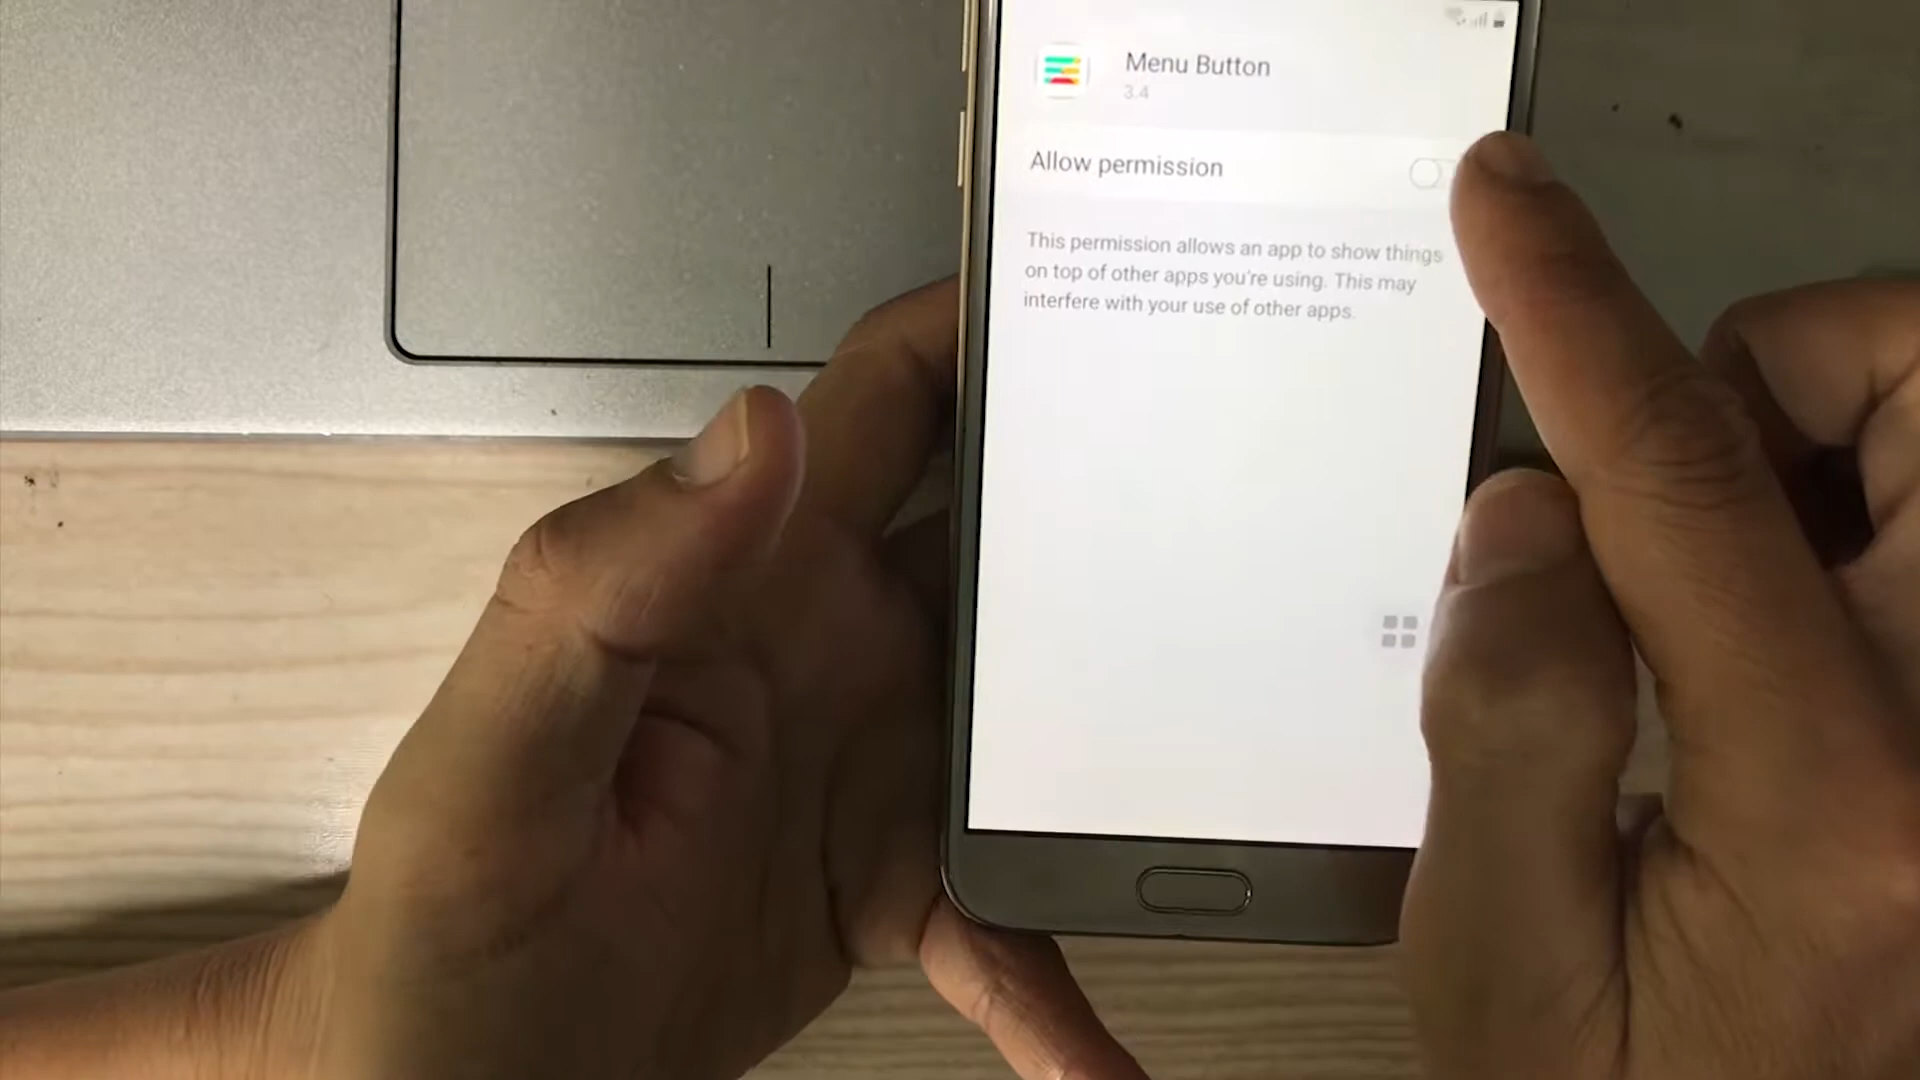 Menu Button
3.4
Allow permission
This permission allows an app to show things
on top of other apps you're using. This may
interfere with your use of other apps.